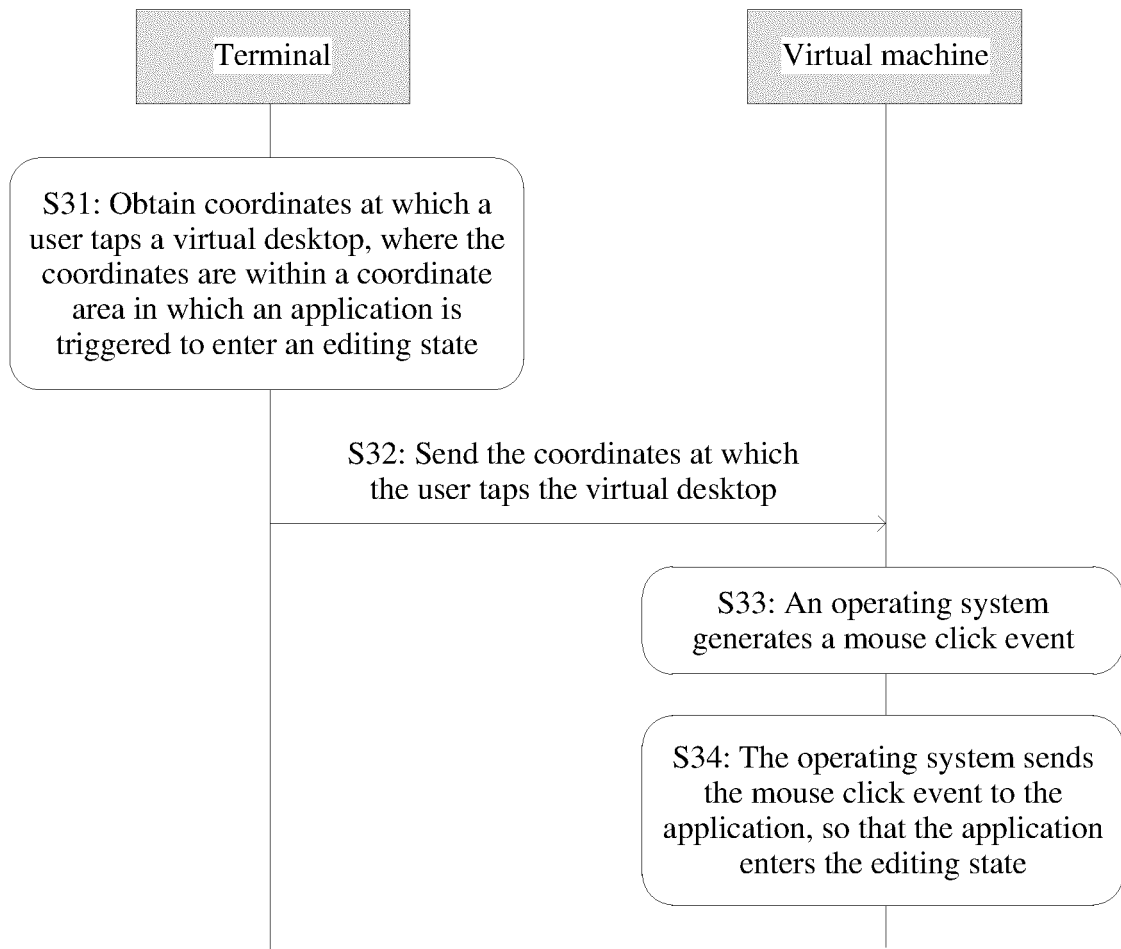 Terminal
Virtual machine
S31: Obtain coordinates at which a
user taps a virtual desktop, where the
coordinates are within a coordinate
area in which an application is
triggered to enter an editing state
S32: Send the coordinates at which
the user taps the virtual desktop
S33: An operating system
generates a mouse click event
S34: The operating system sends
the mouse click event to the
application, so that the application
enters the editing state